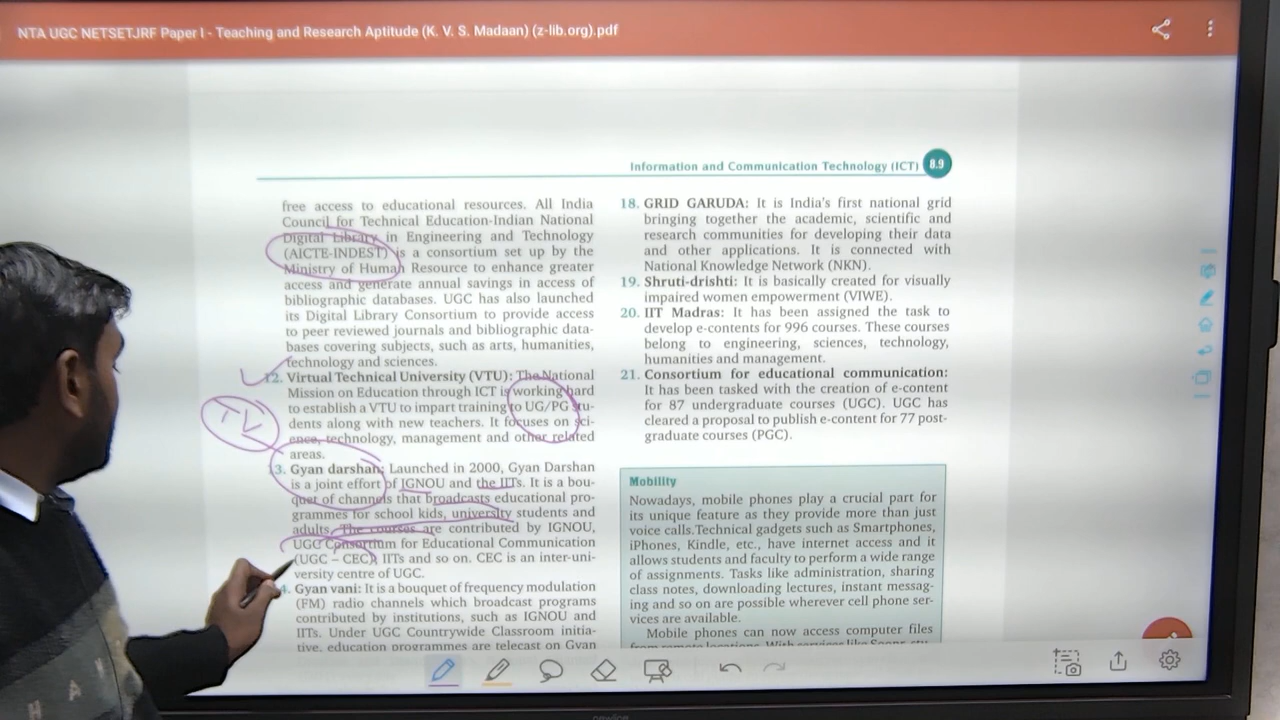 NTA UGC NETSETJRF Paper I - Teaching and Research Aptitude (K. V. S. Madaan) (z-lib.org).pdf
Information and Communication Technology (ICT) 8.9
free access to educational resources. All India
Council for Technical Education-Indian National
Digital Library in Engineering and Technology
(AICTE-INDEST) is a consortium set up by the
Ministry of Human Resource to enhance greater
access and generate annual savings in access of
bibliographic databases. UGC has also launched
its Digital Library Consortium to provide access
to peer reviewed journals and bibliographic data-
bases covering subjects, such as arts, humanities,
technology and sciences.
12. Virtual Technical University (VTU): The National
Mission on Education through ICT is working hard
to establish a VTU to impart training to UG/PG stu-
dents along with new teachers. It focuses on sci-
ence, technology, management and other related
areas.
TV
13. Gyan darshan: Launched in 2000, Gyan Darshan
is a joint effort of IGNOU and the IITs. It is a bou-
quet of channels that broadcasts educational pro-
grammes for school kids, university students and
adults. The courses are contributed by IGNOU,
UGC Consortium for Educational Communication
(UGC – CEC), IITs and so on. CEC is an inter-uni-
versity centre of UGC.
4. Gyan vani: It is a bouquet of frequency modulation
(FM) radio channels which broadcast programs
contributed by institutions, such as IGNOU and
IITs. Under UGC Countrywide Classroom initia-
tive, education programmes are telecast on Gyan
18. GRID GARUDA: It is India's first national grid
bringing together the academic, scientific and
research communities for developing their data
and other applications. It is connected with
National Knowledge Network (NKN).
19. Shruti-drishti: It is basically created for visually
impaired women empowerment (VIWE).
20. IIT Madras: It has been assigned the task to
develop e-contents for 996 courses. These courses
belong to engineering, sciences, technology,
humanities and management.
21. Consortium for educational communication:
It has been tasked with the creation of e-content
for 87 undergraduate courses (UGC). UGC has
cleared a proposal to publish e-content for 77 post-
graduate courses (PGC).
Mobility
Nowadays, mobile phones play a crucial part for
its unique feature as they provide more than just
voice calls.Technical gadgets such as Smartphones,
iPhones, Kindle, etc., have internet access and it
allows students and faculty to perform a wide range
of assignments. Tasks like administration, sharing
class notes, downloading lectures, instant messag-
ing and so on are possible wherever cell phone ser-
vices are available.
Mobile phones can now access computer files
from remote locations. With services like